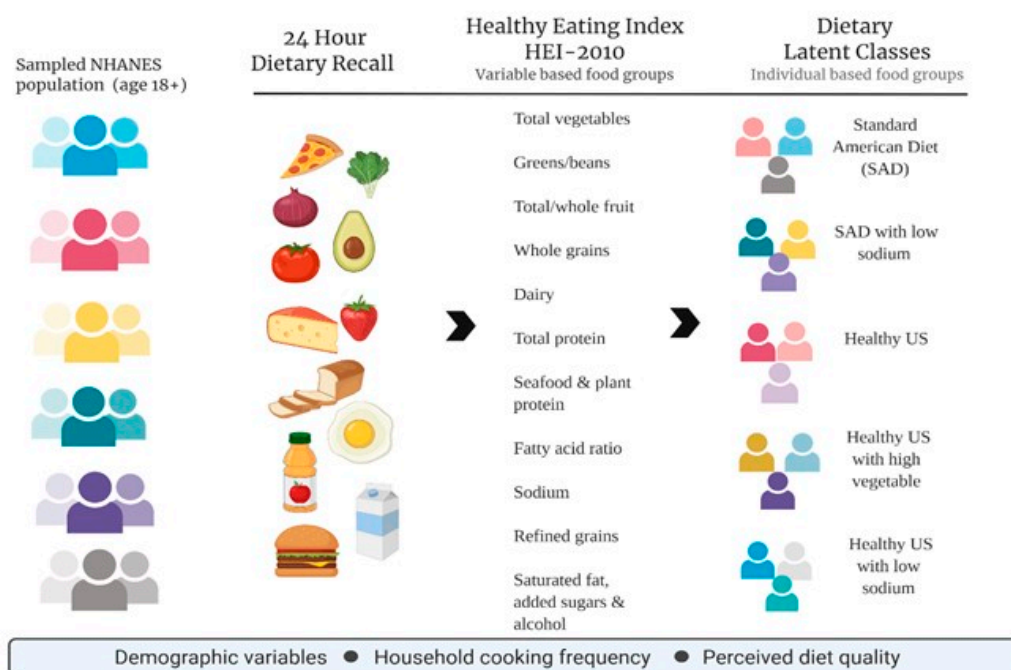 Sampled NHANES
population (age 18+)
24 Hour
Dietary Recall
Healthy Eating Index
HEI-2010
Variable based food groups
Total vegetables
Greens/beans
Total/whole fruit
Whole grains
Dairy
Total protein
Seafood & plant
protein
Fatty acid ratio
Sodium
Refined grains
Saturated fat,
added sugars &
alcohol
Dietary
Latent Classes
Individual based food groups
Standard
American Diet
(SAD)
SAD with low
sodium
Healthy US
Healthy US
with high
vegetable
Healthy US
with low
sodium
Demographic variables ● Household cooking frequency ● Perceived diet quality